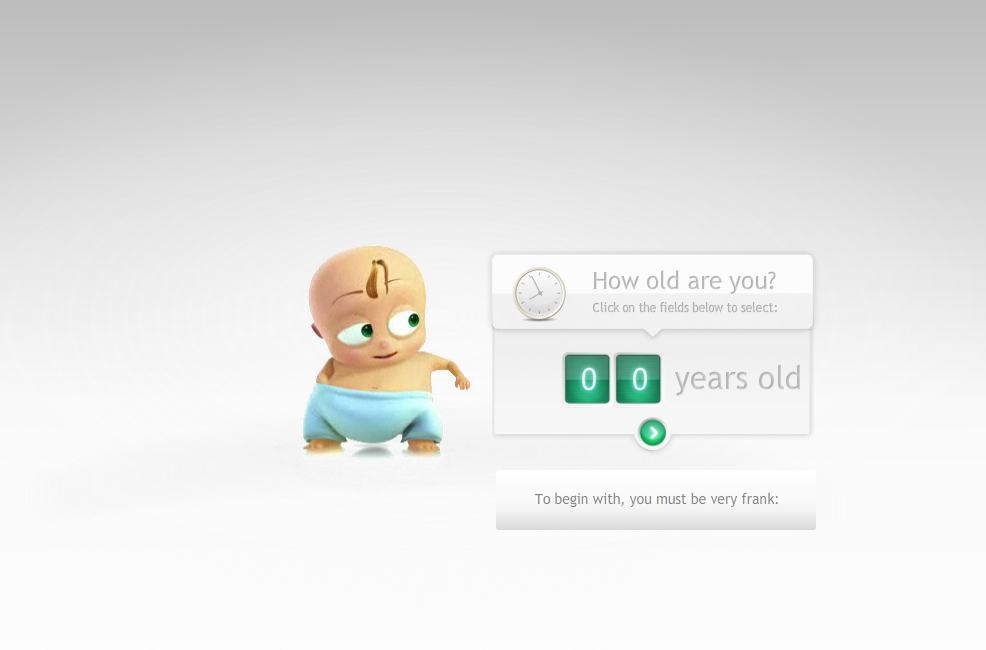 How old are you?
Click on the fields below to select:
0 0 years old
To begin with, you must be very frank: